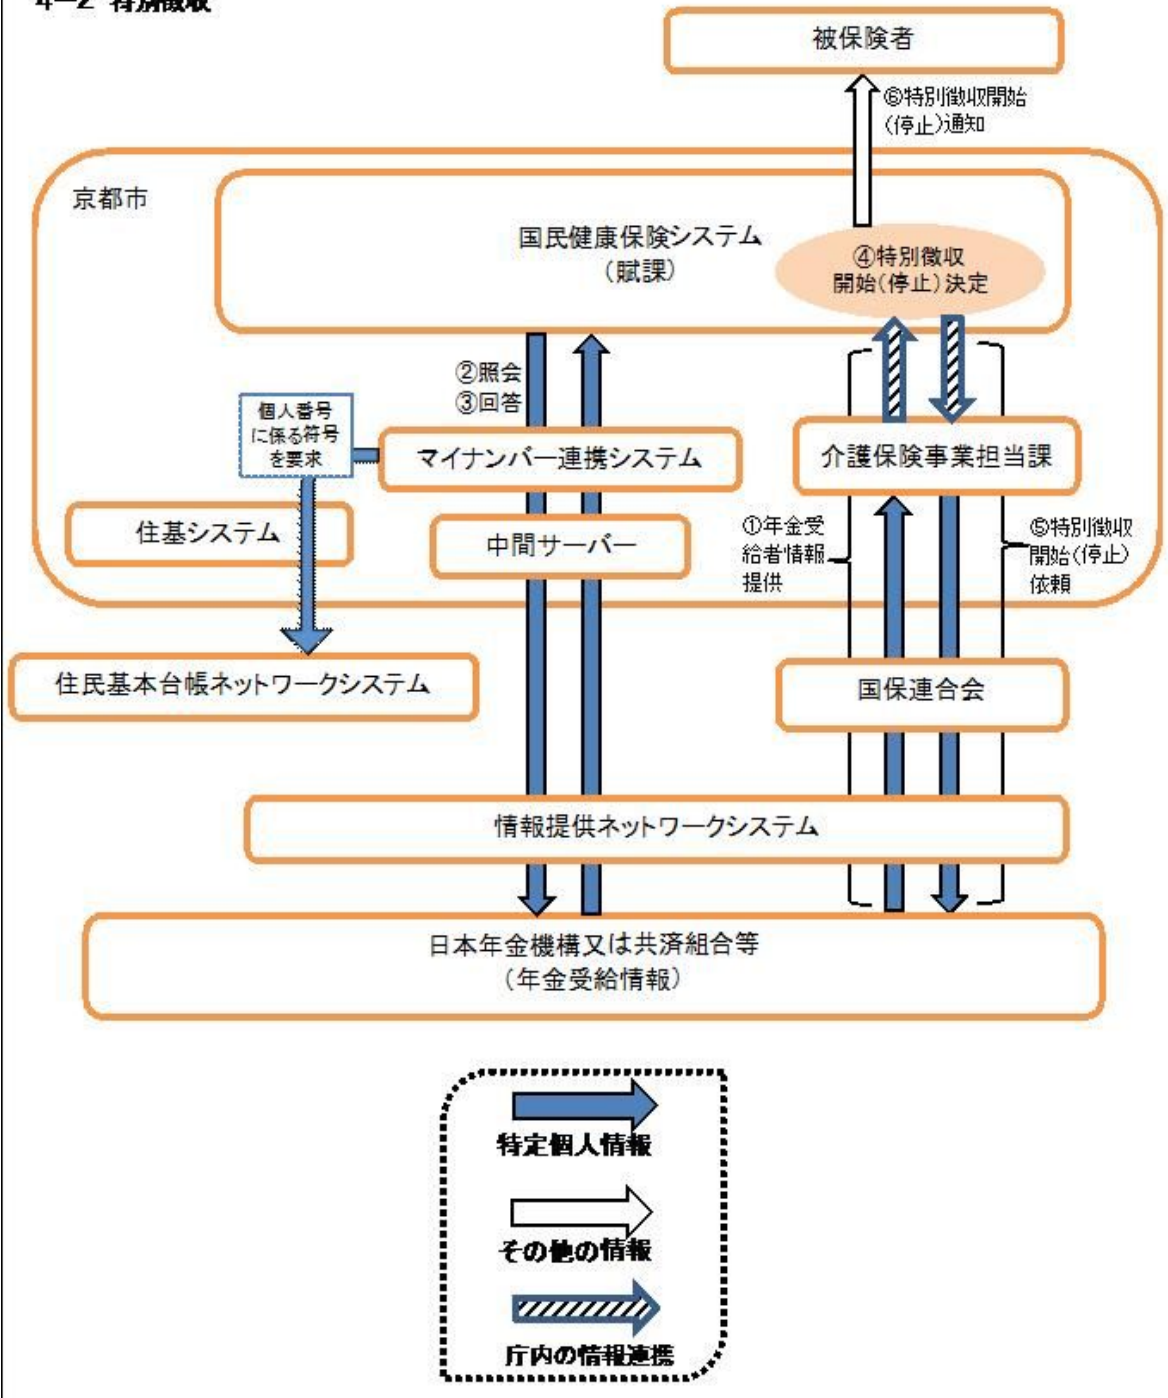 4－2 特別徴収
被保険者
⑥特別徴収開始
(停止)通知
京都市
国民健康保険システム
(賦課)
④特別徴収
開始(停止)決定
②照会
③回答
個人番号
に係る符号
を要求
マイナンバー連携システム
介護保険事業担当課
住基システム
中間サーバー
①年金受
給者情報
提供
⑤特別徴収
開始(停止)
依頼
住民基本台帳ネットワークシステム
国保連合会
情報提供ネットワークシステム
日本年金機構又は共済組合等
(年金受給情報)
特定個人情報
その他の情報
庁内の情報連携